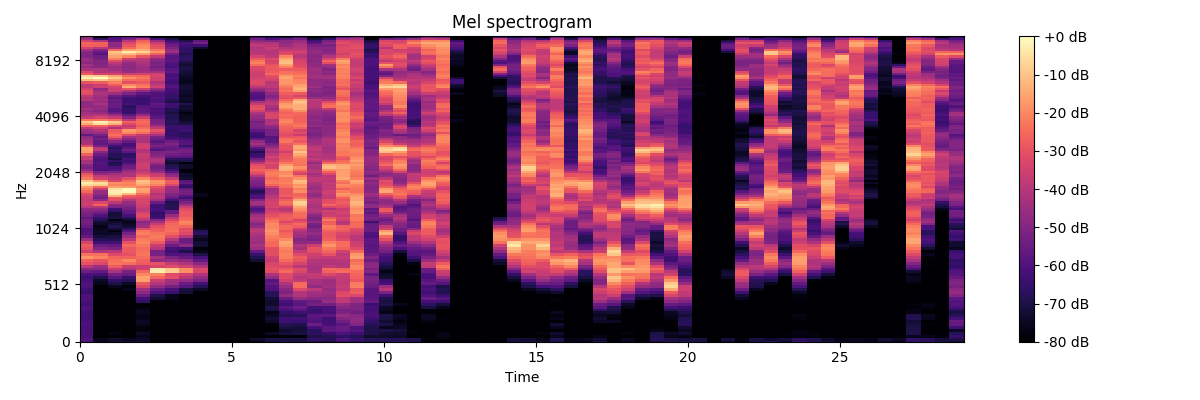 Mel spectrogram
Hz
8192
4096
2048
1024
512
0
0 5 10 15 20 25
Time
+0 dB
-10 dB
-20 dB
-30 dB
-40 dB
-50 dB
-60 dB
-70 dB
-80 dB